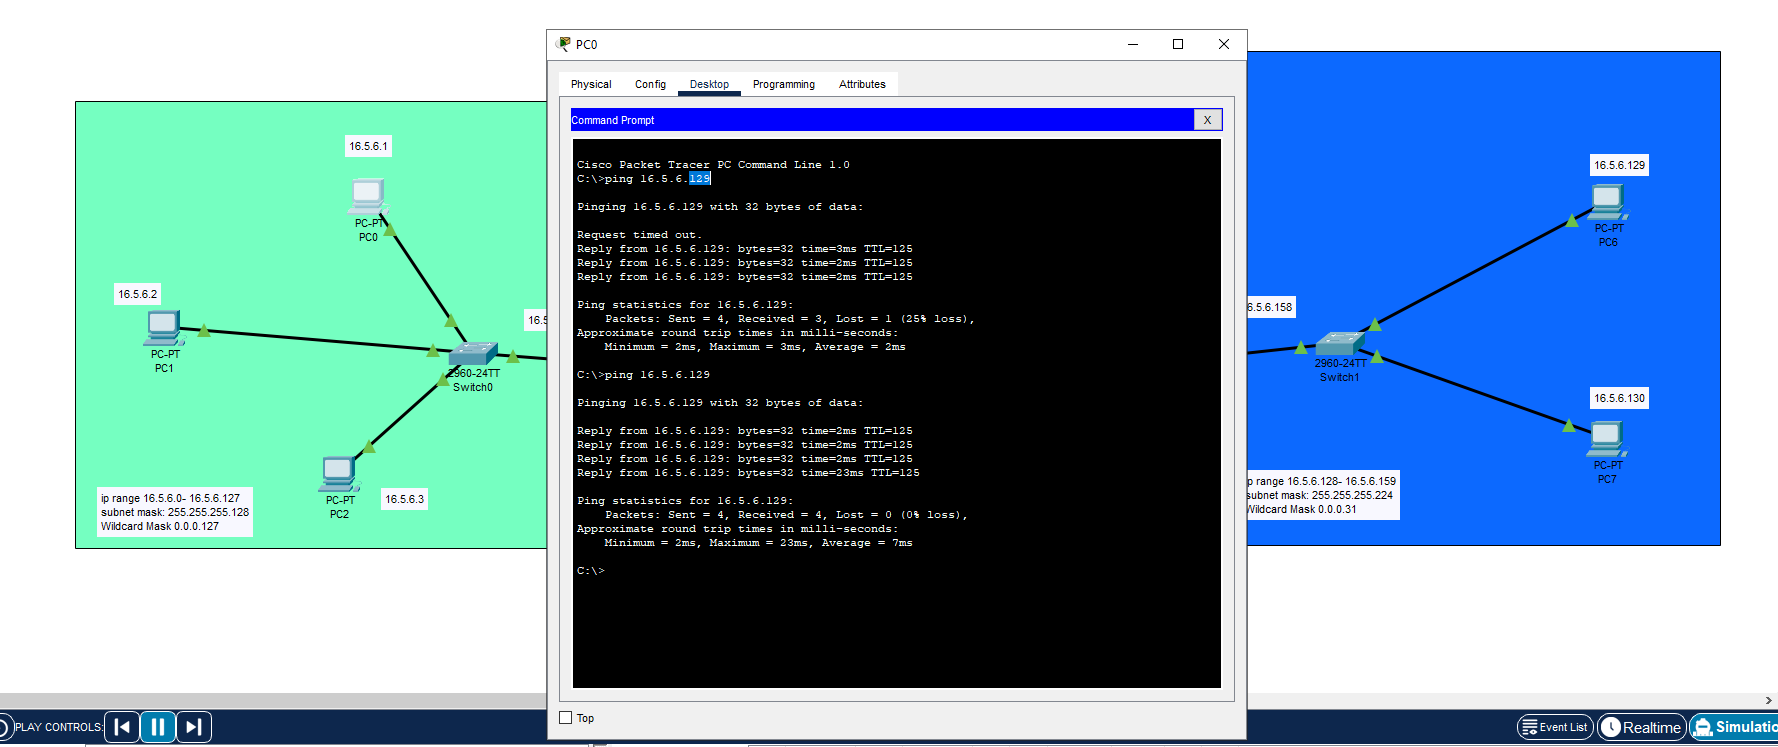 PC0
Physical
Config
Desktop
Programming
Attributes
Command Prompt
X
Cisco Packet Tracer PC Command Line 1.0
C:\>ping 16.5.6.129
Pinging 16.5.6.129 with 32 bytes of data:
Request timed out.
Reply from 16.5.6.129: bytes=32 time=3ms TTL=125
Reply from 16.5.6.129: bytes=32 time=2ms TTL=125
Reply from 16.5.6.129: bytes=32 time=2ms TTL=125
Ping statistics for 16.5.6.129:
Packets: Sent = 4, Received = 3, Lost = 1 (25% loss),
Approximate round trip times in milli-seconds:
Minimum = 2ms, Maximum = 3ms, Average = 2ms
C:\>ping 16.5.6.129
Pinging 16.5.6.129 with 32 bytes of data:
Reply from 16.5.6.129: bytes=32 time=2ms TTL=125
Reply from 16.5.6.129: bytes=32 time=2ms TTL=125
Reply from 16.5.6.129: bytes=32 time=2ms TTL=125
Reply from 16.5.6.129: bytes=32 time=23ms TTL=125
Ping statistics for 16.5.6.129:
Packets: Sent = 4, Received = 4, Lost = 0 (0% loss),
Approximate round trip times in milli-seconds:
Minimum = 2ms, Maximum = 23ms, Average = 7ms
C:\>
Top
16.5.6.1
PC-PT
PC0
16.5.6.2
PC-PT
PC1
16.5
2960-24TT
Switch0
PC-PT
PC2
16.5.6.3
ip range 16.5.6.0- 16.5.6.127
subnet mask: 255.255.255.128
Wildcard Mask 0.0.0.127
16.5.6.129
PC-PT
PC6
6.5.6.158
2960-24TT
Switch1
16.5.6.130
PC-PT
PC7
p range 16.5.6.128- 16.5.6.159
subnet mask: 255.255.255.224
Wildcard Mask 0.0.0.31
PLAY CONTROLS:
Event List
Realtime
Simulatio